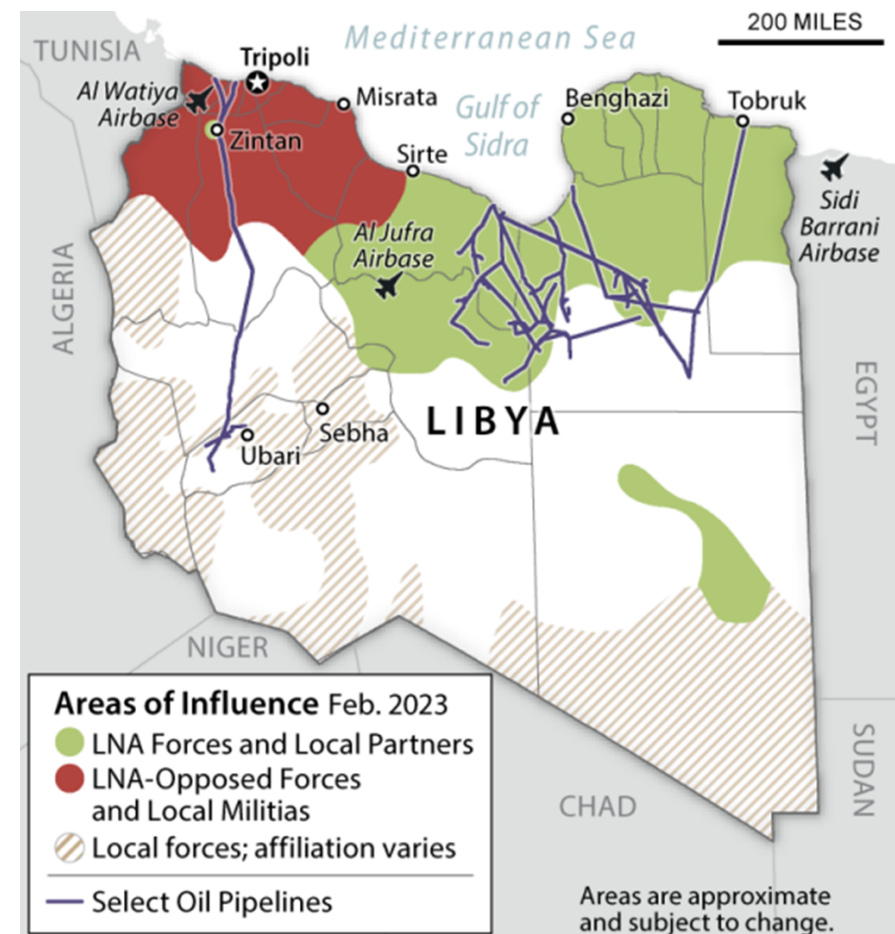 200 MILES
TUNISIA
Mediterranean Sea
Tripoli
Al Watiya
Airbase
Misrata
Gulf of
Sidra
Benghazi
Tobruk
Zintan
Sirte
Sidi
Barrani
Airbase
Al Jufra
Airbase
ALGERIA
EGYPT
LIBYA
Sebha
Ubari
NIGER
CHAD
SUDAN
Areas of Influence Feb. 2023
LNA Forces and Local Partners
LNA-Opposed Forces
and Local Militias
Local forces; affiliation varies
Select Oil Pipelines
Areas are approximate
and subject to change.